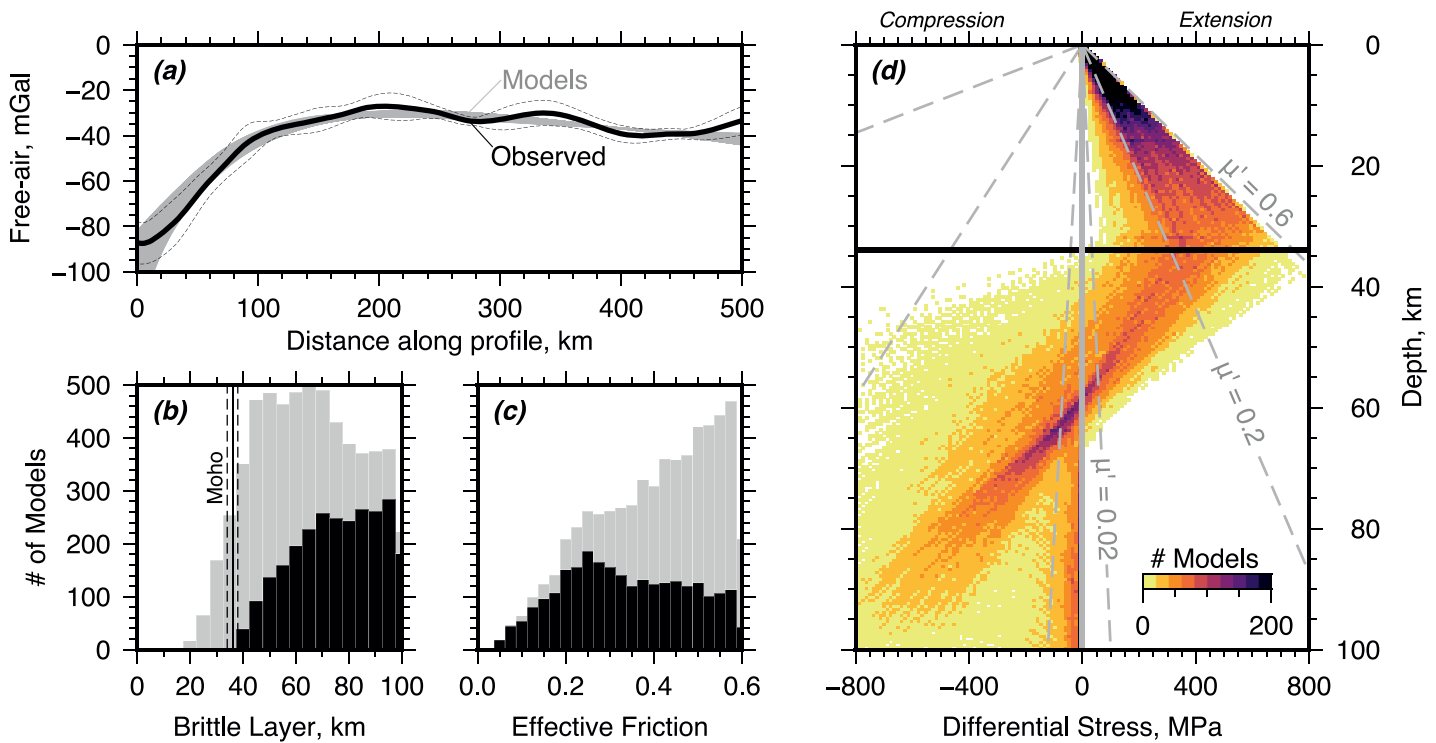 (a)
Free-air, mGal
0
−20
−40
−60
−80
−100
Models
Observed
0 100 200 300 400 500
Distance along profile, km
(b)
# of Models
500
400
300
200
100
0
Moho
0 20 40 60 80 100
Brittle Layer, km
(c)
0.0 0.2 0.4 0.6
Effective Friction
Compression Extension
(d)
0
20
40
60
80
100
Depth, km
μ' = 0.6
μ' = 0.2
μ' = 0.02
# Models
0 200
−800 −400 0 400 800
Differential Stress, MPa